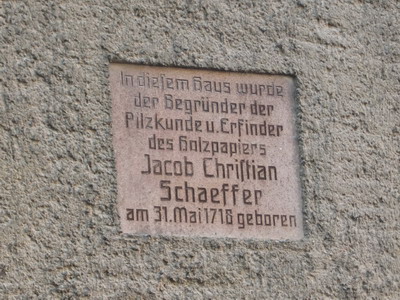 In diesem Haus wurde
der Begründer der
Pilzkunde u. Erfinder
des Holzpapiers
Jacob Christian
Schaeffer
am 31. Mai 1718 geboren